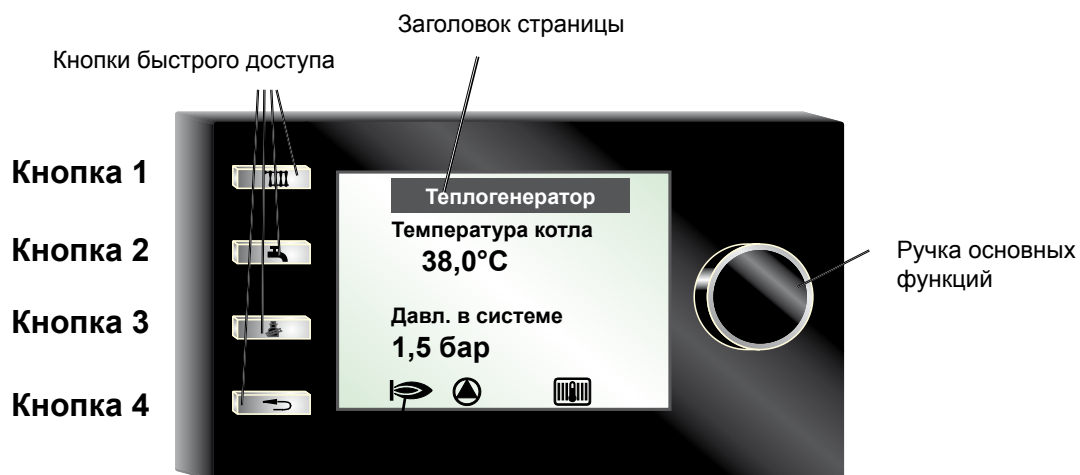 Заголовок страницы
Кнопки быстрого доступа
Кнопка 1
Кнопка 2
Кнопка 3
Кнопка 4
Теплогенератор
Температура котла
38,0°C
Давл. в системе
1,5 бар
Ручка основных
функций